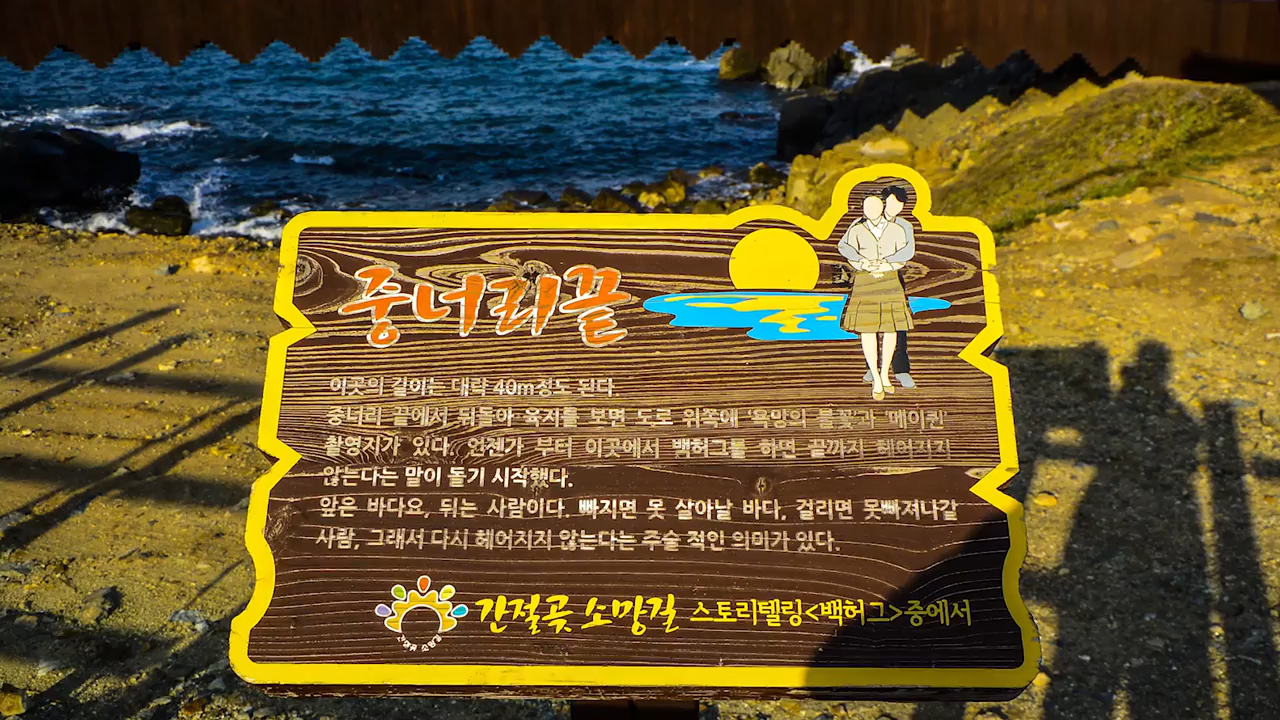 중너리끝
이곳의 길이는 대략 40m정도 된다.
중너리 끝에서 뒤돌아 육지를 보면 도로 위쪽에 '욕망의 불꽃'과 '메이퀸'
촬영지가 있다. 언젠가 부터 이곳에서 백허그를 하면 끝까지 헤어지지
않는다는 말이 돌기 시작했다.
앞은 바다요, 뒤는 사람이다. 빠지면 못 살아날 바다, 걸리면 못빠져나갈
사람, 그래서 다시 헤어지지 않는다는 주술 적인 의미가 있다.
간절곶 소망길 스토리텔링<백허그>중에서
간절곶 소망길